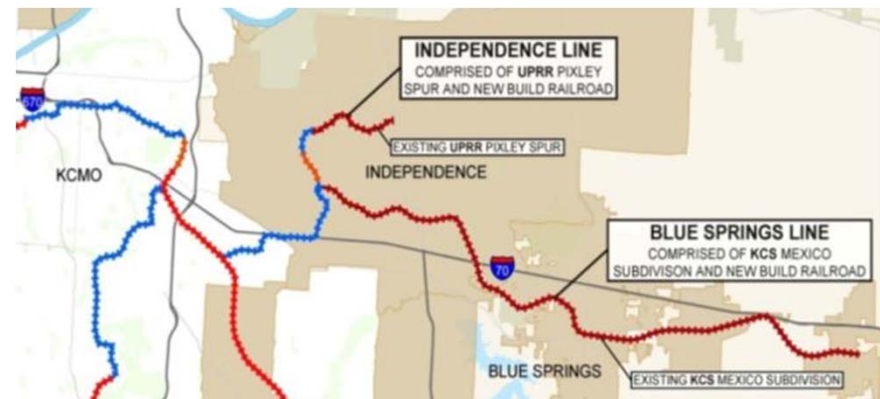 INDEPENDENCE LINE
COMPRISED OF UPRR PIXLEY
SPUR AND NEW BUILD RAILROAD
670
EXISTING UPRR PIXLEY SPUR
KCMO
INDEPENDENCE
BLUE SPRINGS LINE
COMPRISED OF KCS MEXICO
SUBDIVISON AND NEW BUILD RAILROAD
70
BLUE SPRINGS
EXISTING KCS MEXICO SUBDIVISION